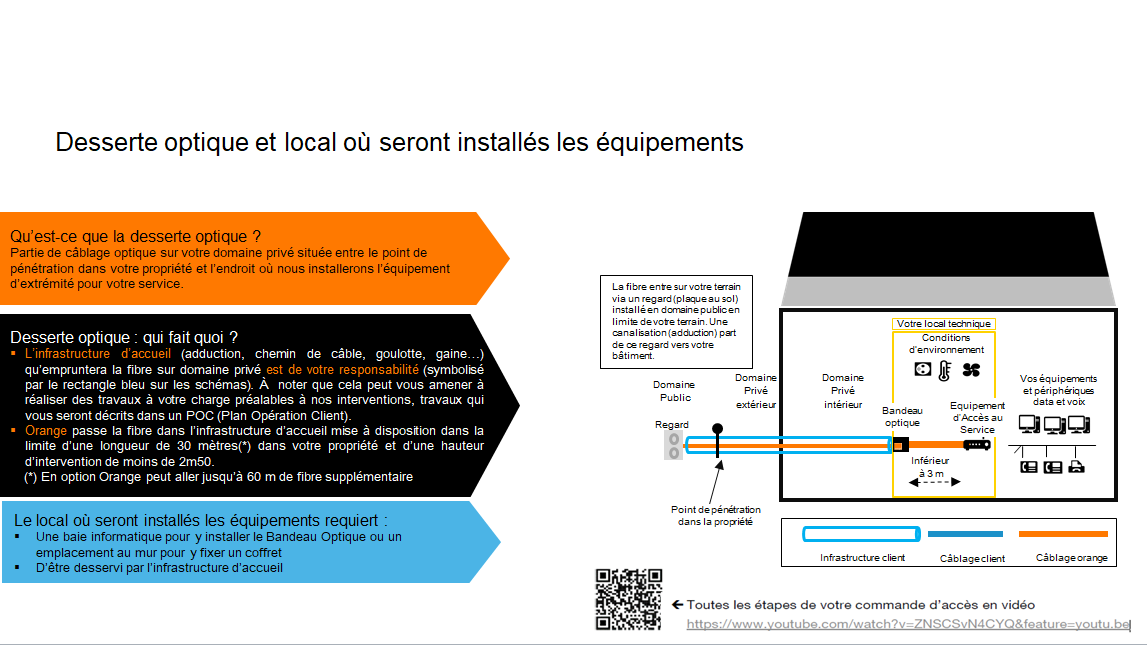 Desserte optique et local où seront installés les équipements
Qu'est-ce que la desserte optique ?
Partie de câblage optique sur votre domaine privé située entre le point de
pénétration dans votre propriété et l'endroit où nous installerons l'équipement
d'extrémité pour votre service.
Desserte optique : qui fait quoi ?
▪ L'infrastructure d'accueil (adduction, chemin de câble, goulotte, gaine…)
qu'empruntera la fibre sur domaine privé est de votre responsabilité (symbolisé
par le rectangle bleu sur les schémas). À noter que cela peut vous amener à
réaliser des travaux à votre charge préalables à nos interventions, travaux qui
vous seront décrits dans un POC (Plan Opération Client).
▪ Orange passe la fibre dans l'infrastructure d'accueil mise à disposition dans la
limite d'une longueur de 30 mètres(*) dans votre propriété et d'une hauteur
d'intervention de moins de 2m50.
(*) En option Orange peut aller jusqu'à 60 m de fibre supplémentaire
Le local où seront installés les équipements requiert :
▪ Une baie informatique pour y installer le Bandeau Optique ou un
emplacement au mur pour y fixer un coffret
▪ D'être desservi par l'infrastructure d'accueil
La fibre entre sur votre terrain
via un regard (plaque au sol)
installé en domaine public en
limite de votre terrain. Une
canalisation (adduction) part
de ce regard vers votre
bâtiment.
Domaine
Public
Domaine
Privé
extérieur
Domaine
Privé
intérieur
Votre local technique
Conditions
d'environnement
Vos équipements
et périphériques
data et voix
Regard
Bandeau
optique
Equipement
d'Accès au
Service
Inférieur
à 3 m
Point de pénétration
dans la propriété
Infrastructure client
Câblage client
Câblage orange
← Toutes les étapes de votre commande d'accès en vidéo
https://www.youtube.com/watch?v=ZNSCSvN4CYQ&feature=youtu.be